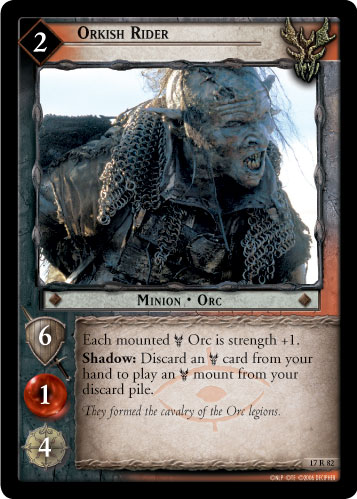 2
Orkish Rider
Minion • Orc
6
1
4
Each mounted Orc is strength +1.
Shadow: Discard an card from your
hand to play an mount from your
discard pile.
They formed the cavalry of the Orc legions.
17 R 82